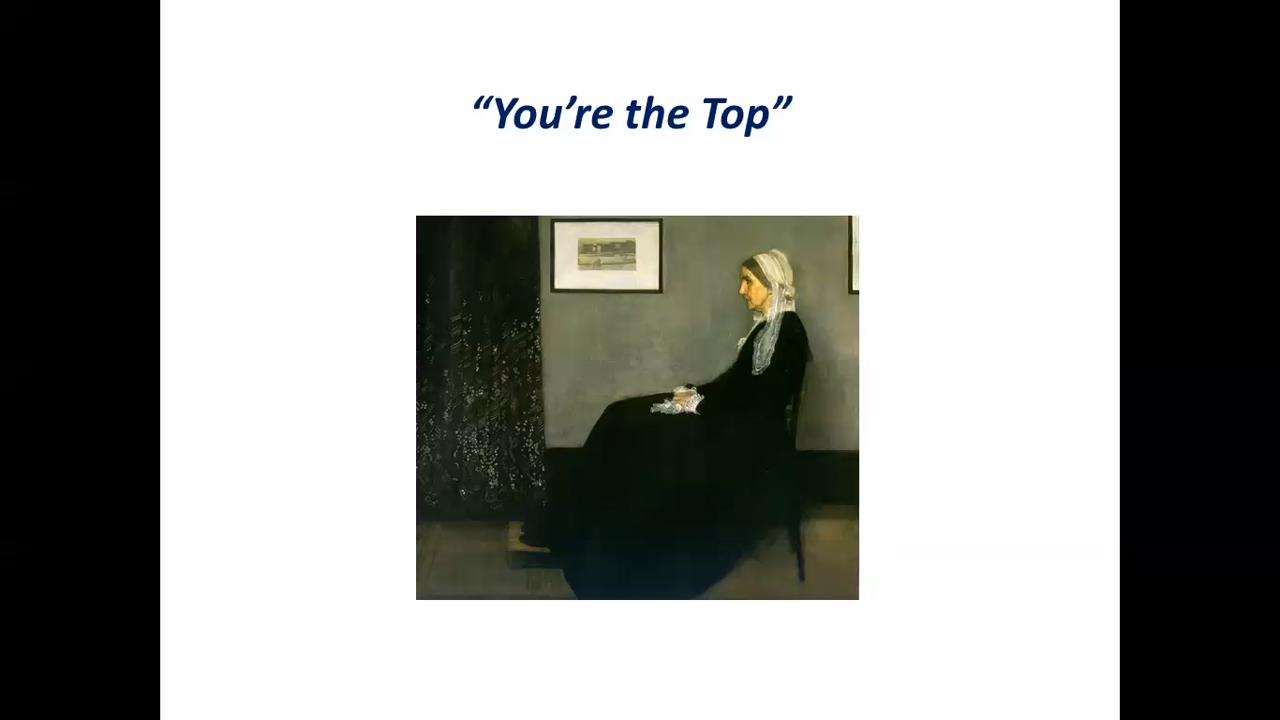 “You’re the Top”